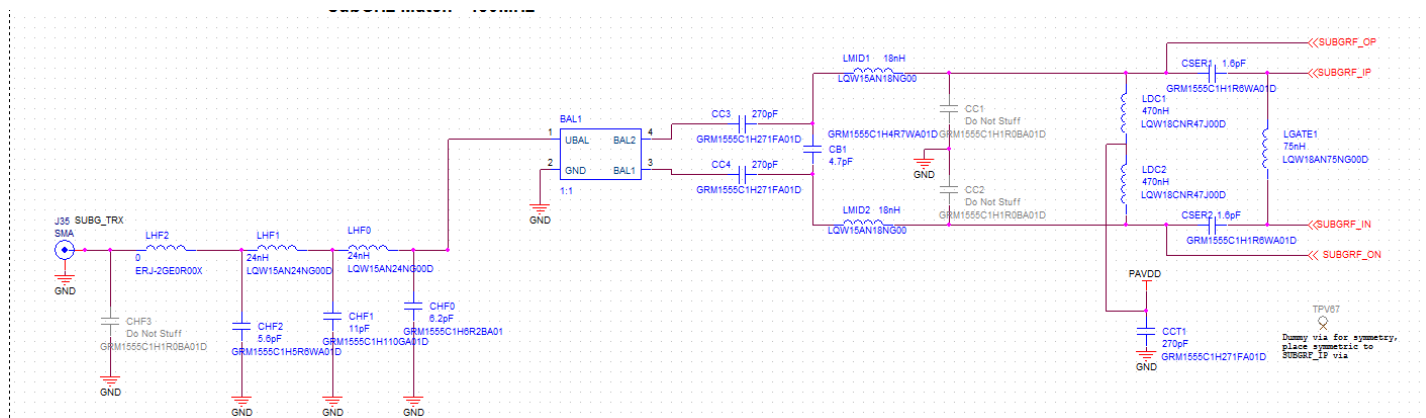 SUBGRF_OP
CSER1 1.6pF
SUBGRF_IP
GRM1555C1H1R6WA01D
LMID1 18nH
LQW15AN18NG00
LDC1
470nH
LQW18CNR47J00D
CC1
Do Not Stuff
GRM1555C1H1R0BA01D
CC3
270pF
GRM1555C1H271FA01D
GRM1555C1H4R7WA01D
CB1
4.7pF
LGATE1
75nH
LQW18AN75NG00D
BAL1
1
UBAL
BAL2
4
2
GND
BAL1
3
1:1
GND
CC4
270pF
GRM1555C1H271FA01D
GND
LDC2
470nH
LQW18CNR47J00D
CC2
Do Not Stuff
GRM1555C1H1R0BA01D
LMID2 18nH
LQW15AN18NG00
CSER2 1.6pF
SUBGRF_IN
GRM1555C1H1R6WA01D
SUBGRF_ON
J35 SUBG_TRX
SMA
GND
LHF2
0
ERJ-2GE0R00X
LHF1
24nH
LQW15AN24NG00D
LHF0
24nH
LQW15AN24NG00D
PAVDD
CHF3
Do Not Stuff
GRM1555C1H1R0BA01D
GND
CHF2
5.6pF
GRM1555C1H5R6WA01D
GND
CHF1
11pF
GRM1555C1H110GA01D
GND
CHF0
6.2pF
GRM1555C1H6R2BA01
GND
CCT1
270pF
GRM1555C1H271FA01D
GND
TPV67
Dummy via for symmetry,
place symmetric to
SUBGRF_IP via